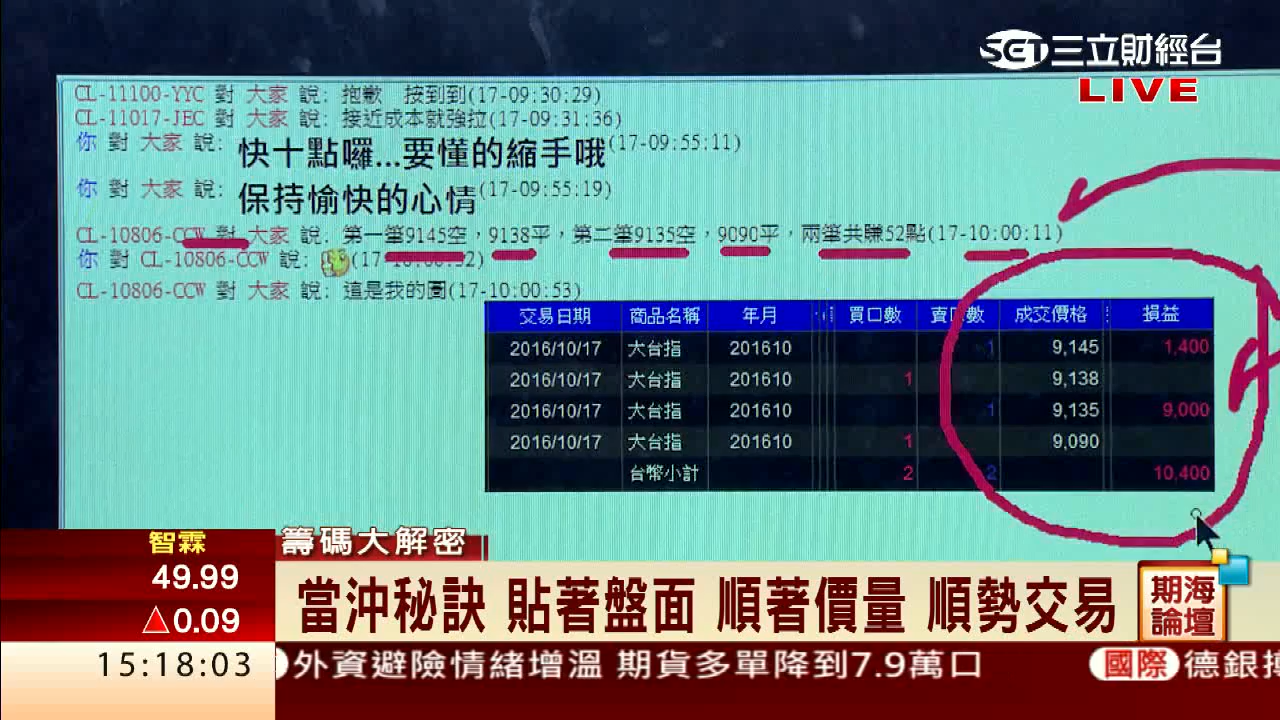 SET三立財經台
LIVE
CL-11100-YYC 對 大家 說: 抱歉 接到到(17-09:30:29)
CL-11017-JEC 對 大家 說: 接近成本就強拉(17-09:31:36)
你 對 大家 說: 快十點囉...要懂的縮手哦(17-09:55:11)
你 對 大家 說: 保持愉快的心情(17-09:55:19)
CL-10806-CCW 對 大家 說: 第一筆9145空，9138平，第二筆9135空，9090平，兩筆共賺52點(17-10:00:11)
你 對 CL-10806-CCW 說: (17-10:00:32)
CL-10806-CCW 對 大家 說: 這是我的圖(17-10:00:53)
交易日期 商品名稱 年月 買口數 賣口數 成交價格 損益
2016/10/17 大台指 201610 1 9,145 1,400
2016/10/17 大台指 201610 1 9,138
2016/10/17 大台指 201610 1 9,135 9,000
2016/10/17 大台指 201610 1 9,090
台幣小計 2 2 10,400
智霖
49.99
△0.09
籌碼大解密
當沖秘訣 貼著盤面 順著價量 順勢交易
期海
論壇
15:18:03
外資避險情緒增溫 期貨多單降到7.9萬口
國際 德銀